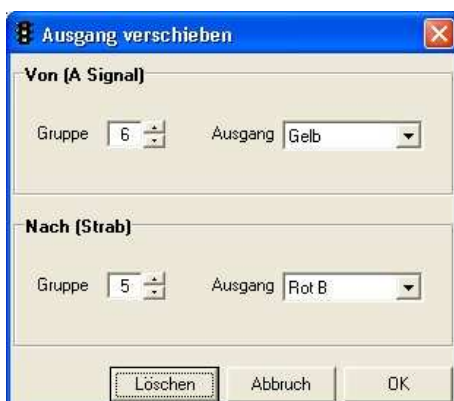 Ausgang verschieben
Von (A Signal)
Gruppe 6 Ausgang Gelb
Nach (Strab)
Gruppe 5 Ausgang Rot B
Löschen Abbruch OK